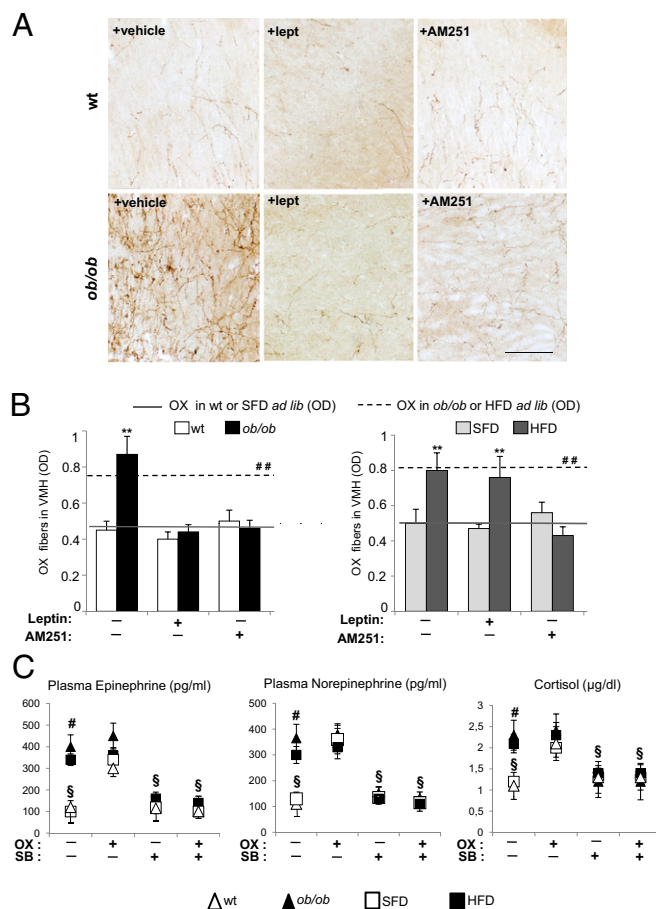 A
+vehicle +lept +AM251
wt
+vehicle +lept +AM251
ob/ob
B
OX in wt or SFD ad lib (OD) OX in ob/ob or HFD ad lib (OD)
wt ob/ob SFD HFD
OX fibers in VMH (OD)
1
0.8
0.6
0.4
0.2
0
**
##
Leptin: – + –
AM251: – – +
OX fibers in VMH (OD)
1
0.8
0.6
0.4
0.2
0
** **
##
– + –
– – +
C
Plasma Epinephrine (pg/ml)
600
500
400
300
200
100
0
#
§ § §
OX : – + – +
SB : – – + +
Plasma Norepinephrine (pg/ml)
500
400
300
200
100
0
#
§ § §
OX : – + – +
SB : – – + +
Cortisol (µg/dl)
3
2,5
2
1,5
1
0,5
0
#
§ § §
OX : – + – +
SB : – – + +
wt ob/ob SFD HFD